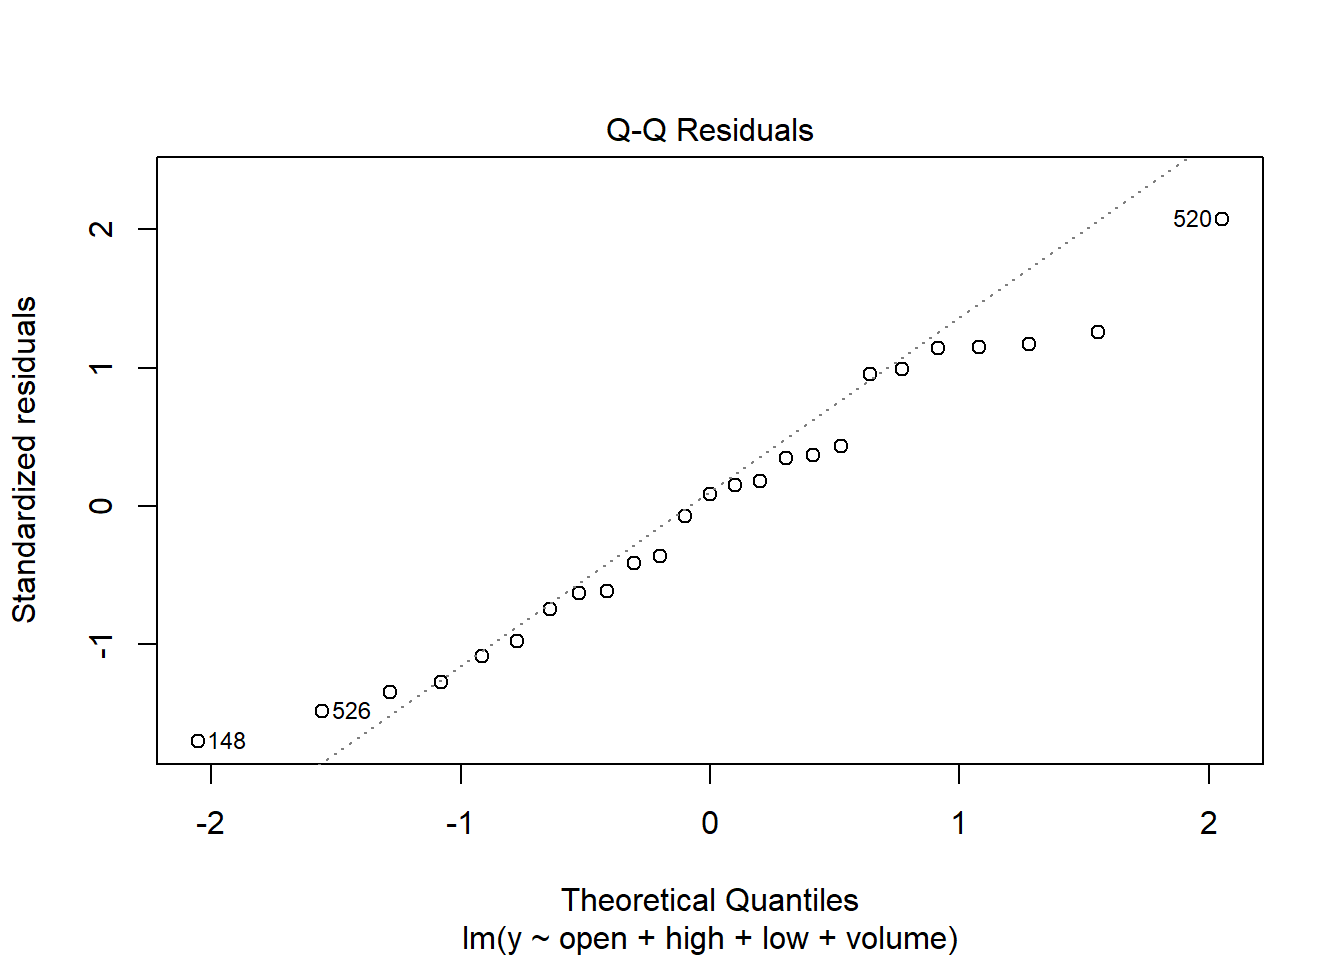 Q-Q Residuals
Standardized residuals
2
1
0
-1
520
526
148
-2 -1 0 1 2
Theoretical Quantiles
lm(y ~ open + high + low + volume)